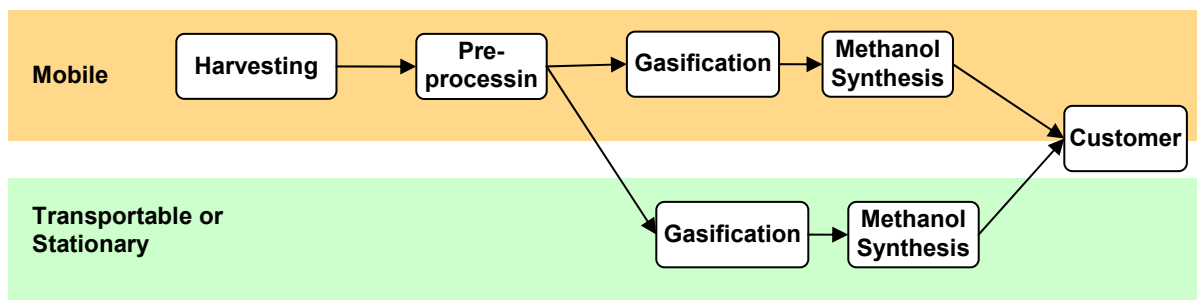 Mobile
Harvesting
Pre-
processin
Gasification
Methanol
Synthesis
Customer
Transportable or
Stationary
Gasification
Methanol
Synthesis